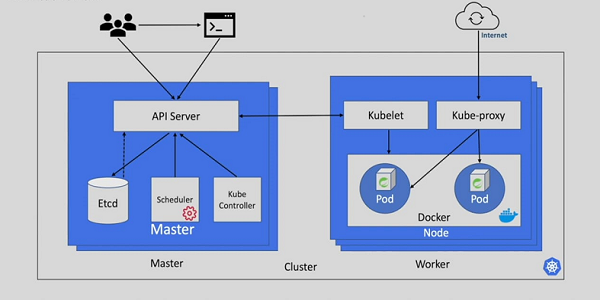 Internet
API Server
Kubelet
Kube-proxy
Etcd
Scheduler
Kube
Controller
Pod
Pod
Docker
Master
Node
Master
Cluster
Worker